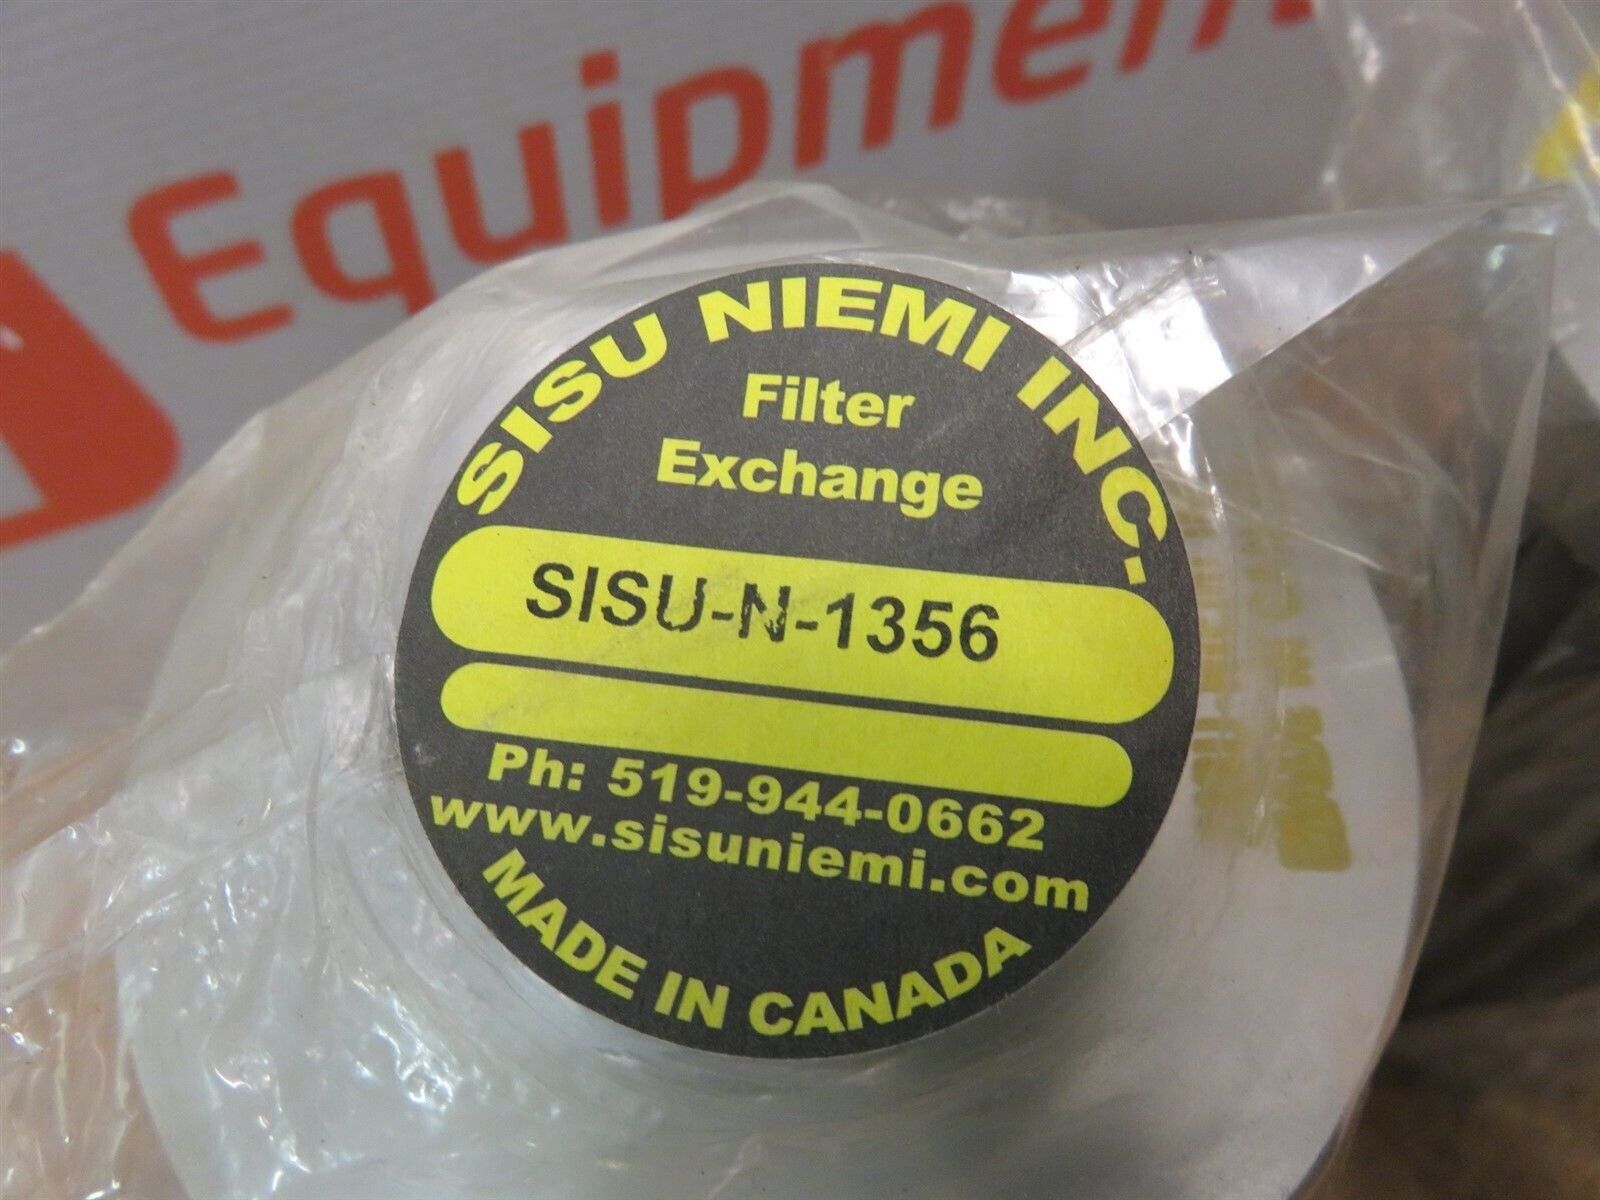 Equipment
SISU NIEMI INC.
Filter
Exchange
SISU-N-1356
Ph: 519-944-0662
www.sisuniemi.com
MADE IN CANADA